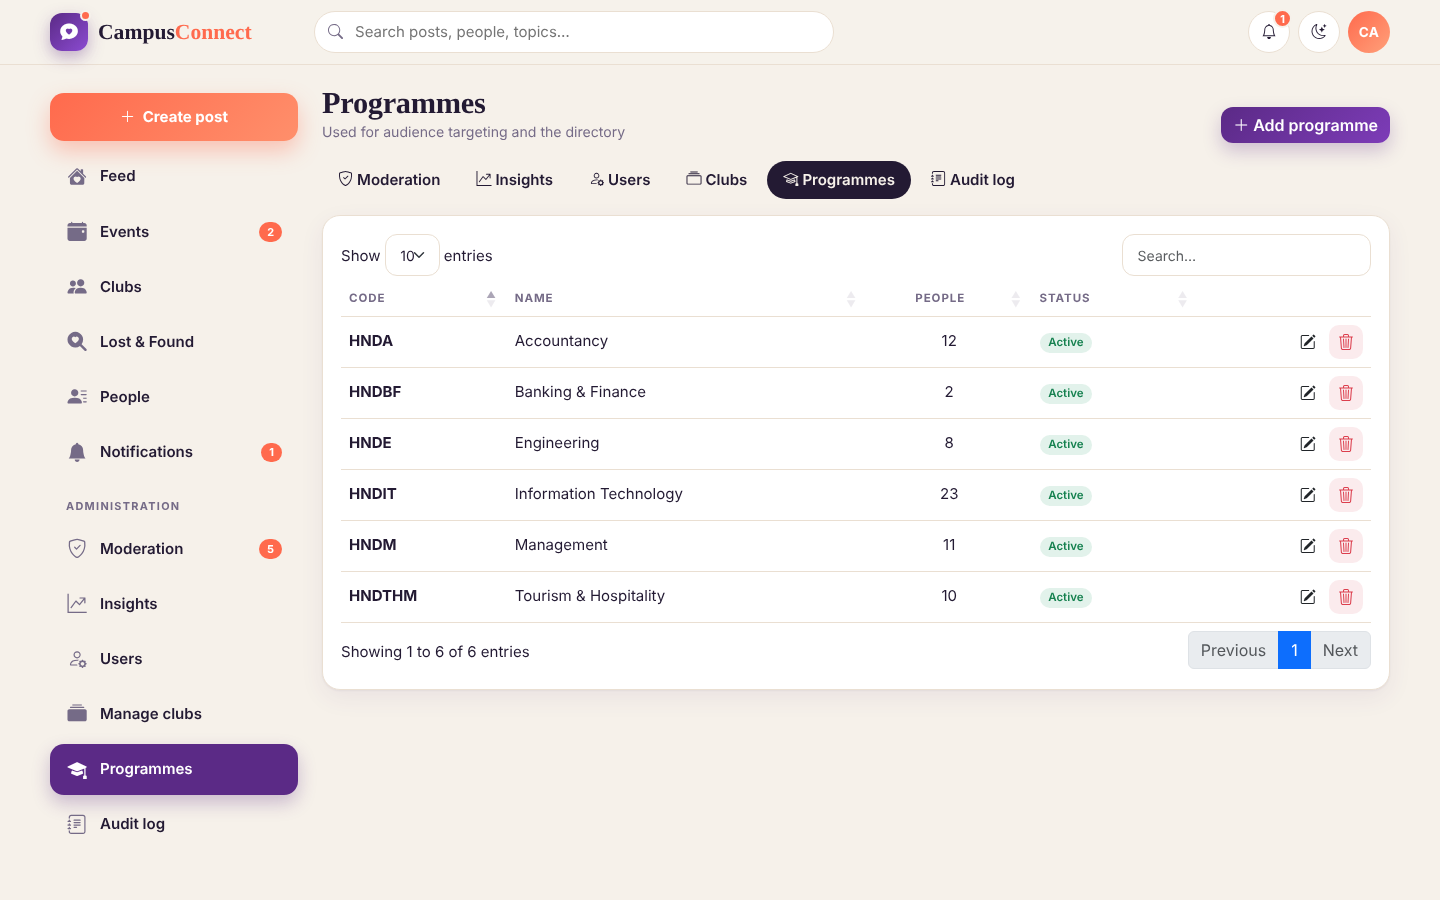 CampusConnect
Search posts, people, topics...
1
CA
Create post
Feed
Events 2
Clubs
Lost & Found
People
Notifications 1
ADMINISTRATION
Moderation 5
Insights
Users
Manage clubs
Programmes
Audit log
Programmes
Used for audience targeting and the directory
Add programme
Moderation Insights Users Clubs Programmes Audit log
Show 10 entries
Search...
CODE NAME PEOPLE STATUS
HNDA Accountancy 12 Active
HNDBF Banking & Finance 2 Active
HNDE Engineering 8 Active
HNDIT Information Technology 23 Active
HNDM Management 11 Active
HNDTHM Tourism & Hospitality 10 Active
Showing 1 to 6 of 6 entries
Previous 1 Next